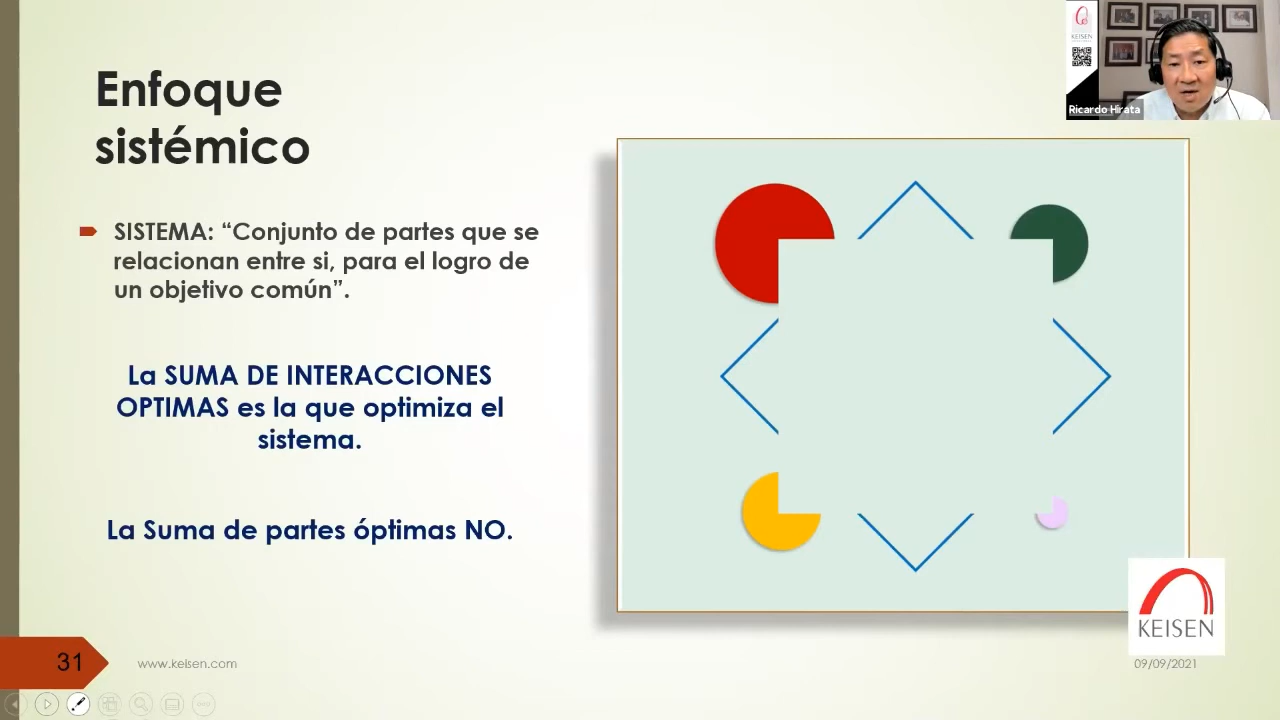 Enfoque
sistémico
SISTEMA: “Conjunto de partes que se
relacionan entre si, para el logro de
un objetivo común”.
La SUMA DE INTERACCIONES
OPTIMAS es la que optimiza el
sistema.
La Suma de partes óptimas NO.
31
www.keisen.com
KEISEN
09/09/2021
KEISEN
Ricardo Hirata